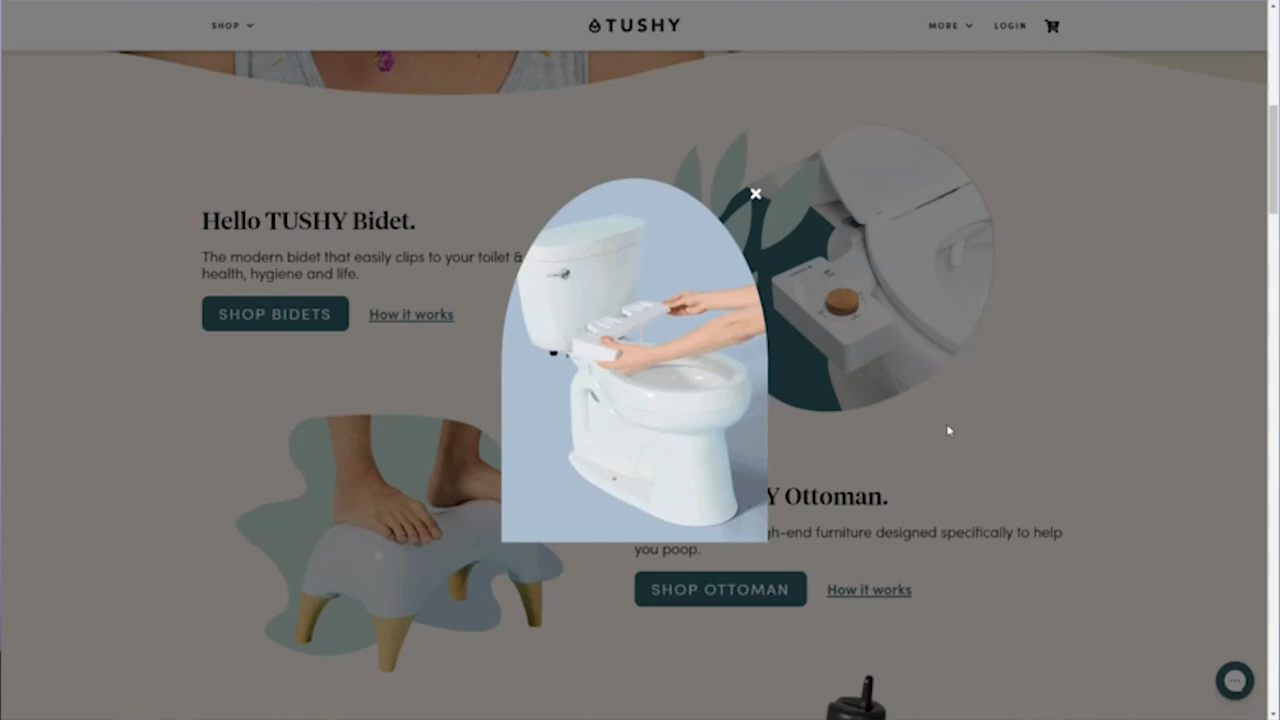 SHOP
TUSHY
MORE
LOGIN
Hello TUSHY Bidet.
The modern bidet that easily clips to your toilet &
health, hygiene and life.
SHOP BIDETS
How it works
Y Ottoman.
gh-end furniture designed specifically to help
you poop.
SHOP OTTOMAN
How it works